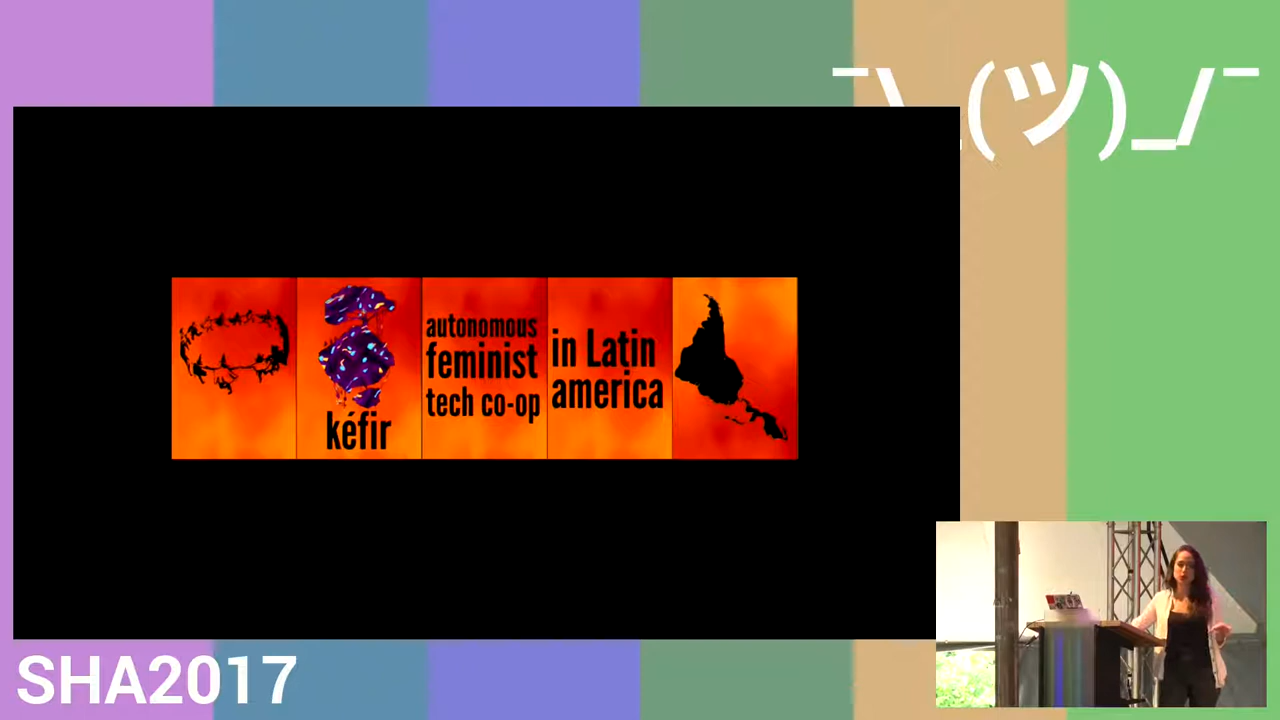 ¯\_(ツ)_/¯
kéfir
autonomous
feminist
tech co-op
in Latin
america
SHA2017